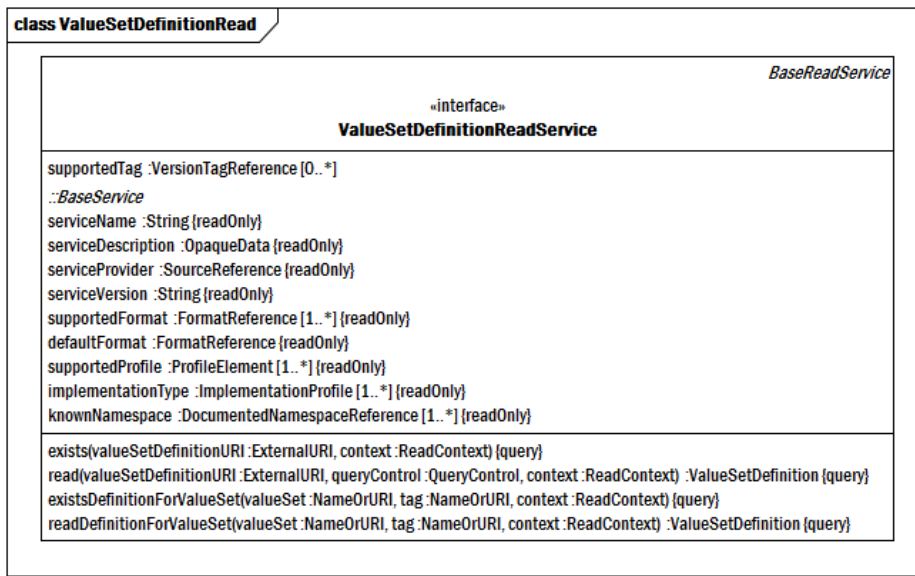 class ValueSetDefinitionRead
BaseReadService
«interface»
ValueSetDefinitionReadService
supportedTag :VersionTagReference [0..*]
::BaseService
serviceName :String {readOnly}
serviceDescription :OpaqueData {readOnly}
serviceProvider :SourceReference {readOnly}
serviceVersion :String {readOnly}
supportedFormat :FormatReference [1..*] {readOnly}
defaultFormat :FormatReference {readOnly}
supportedProfile :ProfileElement [1..*] {readOnly}
implementationType :ImplementationProfile [1..*] {readOnly}
knownNamespace :DocumentedNamespaceReference [1..*] {readOnly}
exists(valueSetDefinitionURI :ExternalURI, context :ReadContext) {query}
read(valueSetDefinitionURI :ExternalURI, queryControl :QueryControl, context :ReadContext) :ValueSetDefinition {query}
existsDefinitionForValueSet(valueSet :NameOrURI, tag :NameOrURI, context :ReadContext) {query}
readDefinitionForValueSet(valueSet :NameOrURI, tag :NameOrURI, context :ReadContext) :ValueSetDefinition {query}